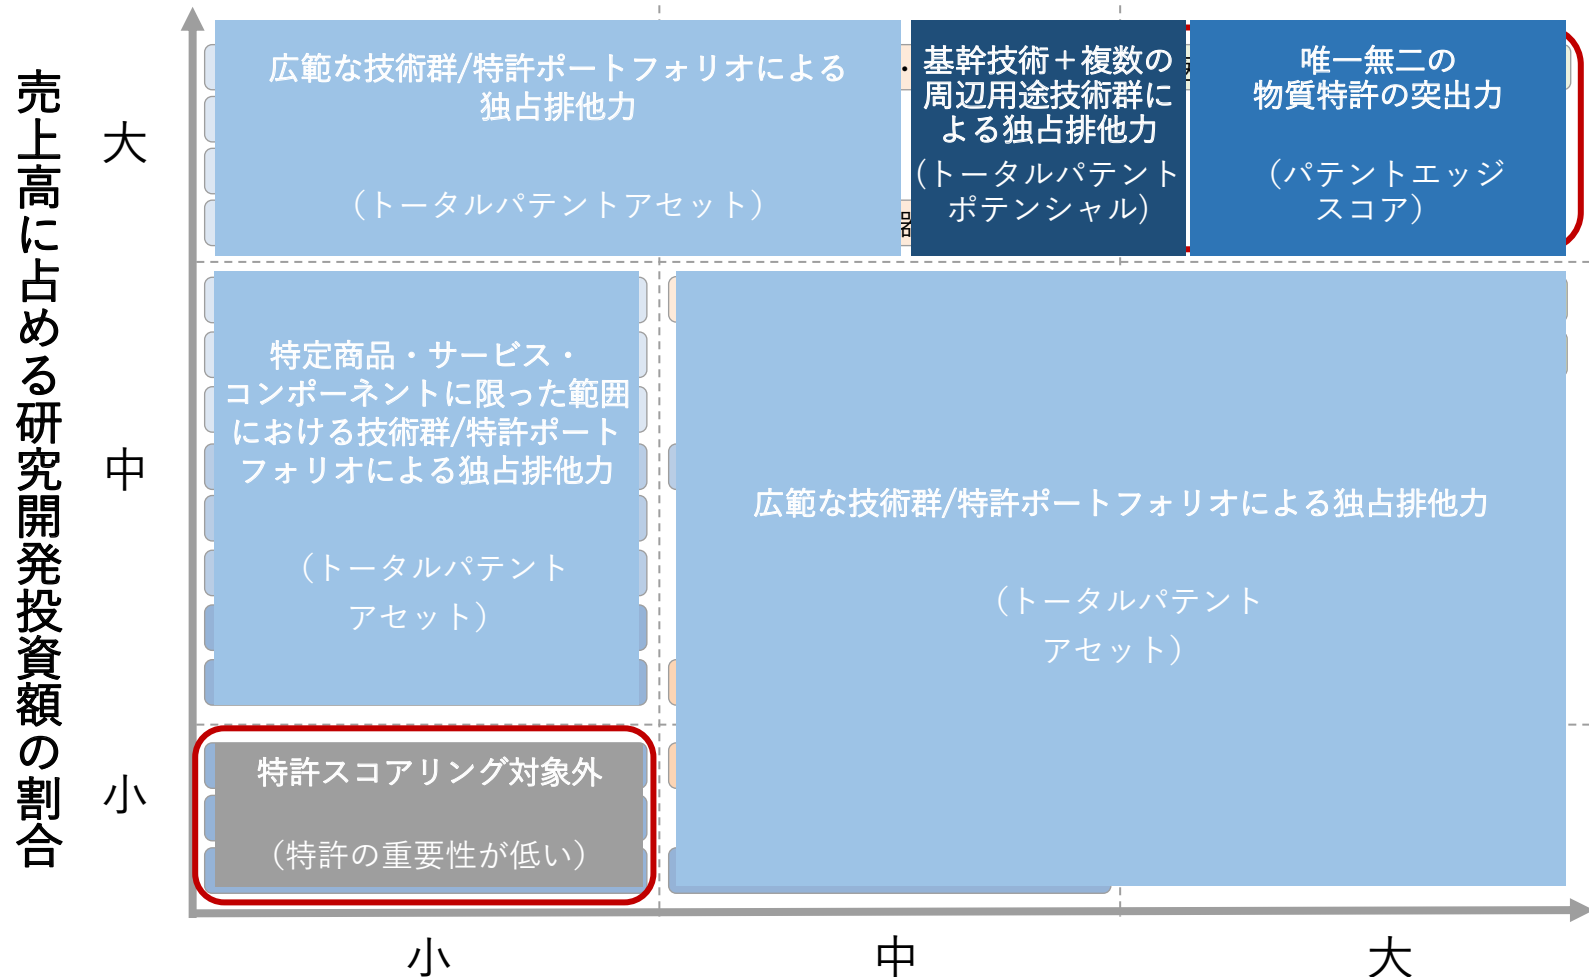 売上高に占める研究開発投資額の割合
大
中
小
広範な技術群/特許ポートフォリオによる
独占排他力
（トータルパテントアセット）
基幹技術＋複数の
周辺用途技術群に
よる独占排他力
（トータルパテント
ポテンシャル）
唯一無二の
物質特許の突出力
（パテントエッジ
スコア）
特定商品・サービス・
コンポーネントに限った範囲
における技術群/特許ポート
フォリオによる独占排他力
（トータルパテント
アセット）
広範な技術群/特許ポートフォリオによる独占排他力
（トータルパテント
アセット）
特許スコアリング対象外
（特許の重要性が低い）
小
中
大